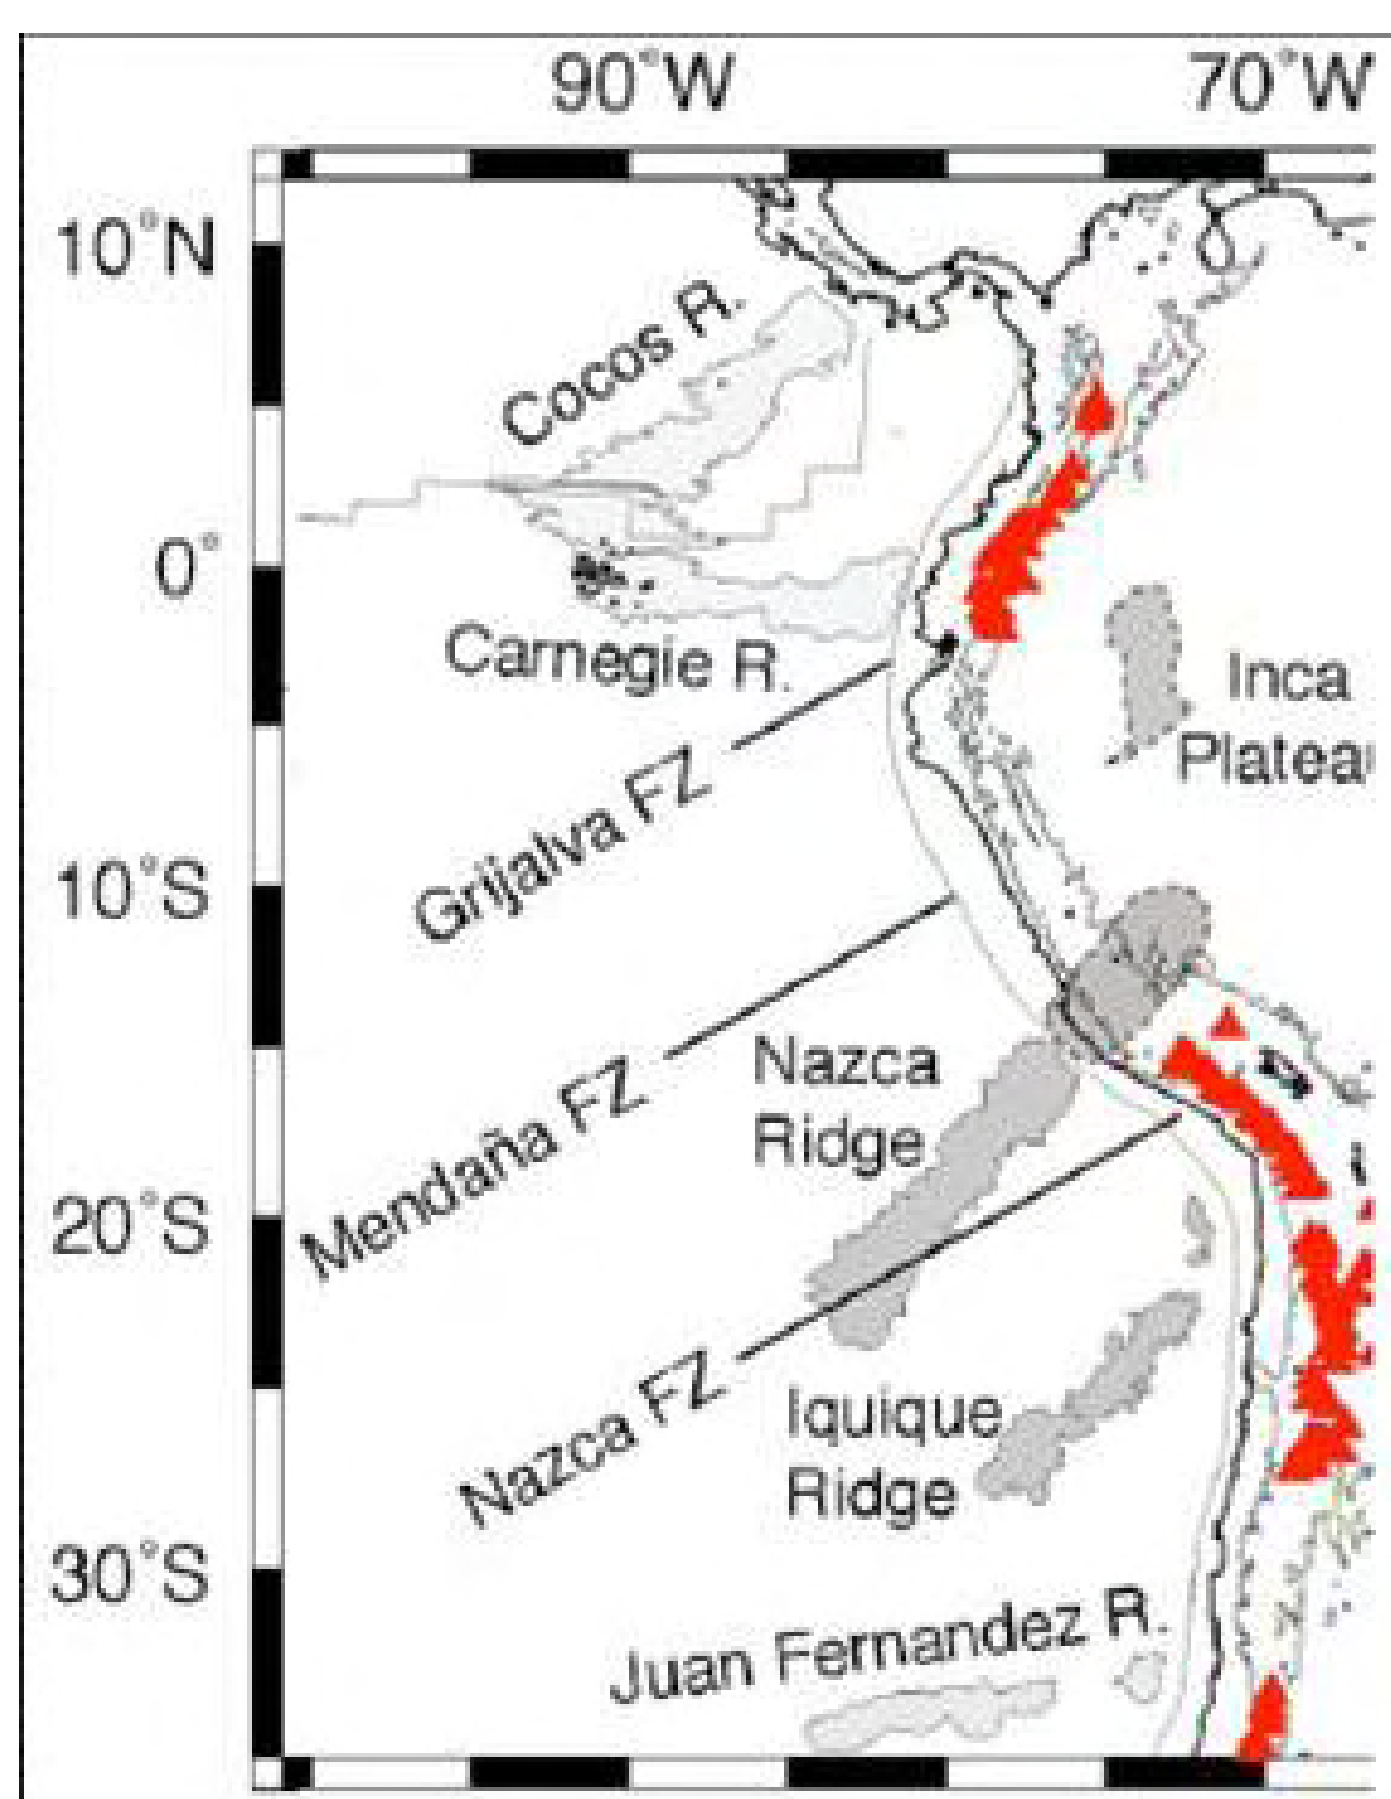 90°W
70°W
10°N
Cocos R.
0°
Carnegie R.
Inca
Grijalva FZ
10°S
Nazca
Ridge
Mendaña FZ
20°S
Nazca FZ
Iquique
Ridge
30°S
Juan Fernandez R.